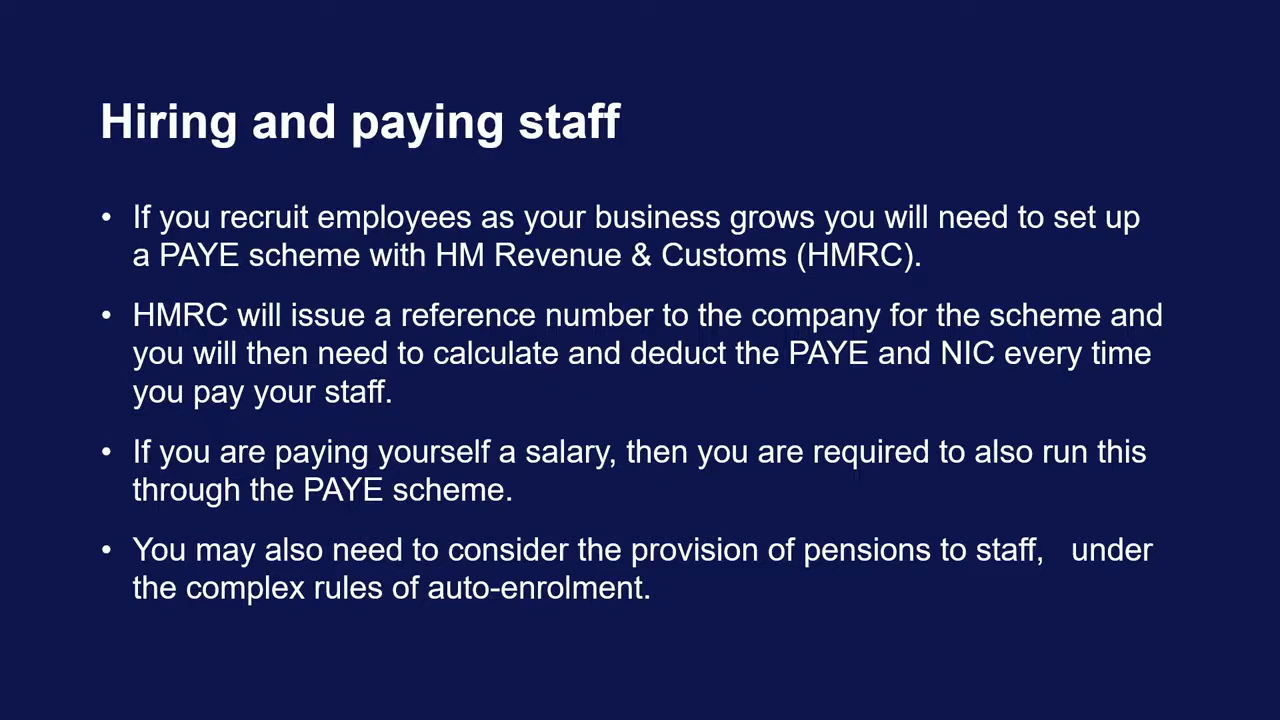 Hiring and paying staff
• If you recruit employees as your business grows you will need to set up
a PAYE scheme with HM Revenue & Customs (HMRC).
• HMRC will issue a reference number to the company for the scheme and
you will then need to calculate and deduct the PAYE and NIC every time
you pay your staff.
• If you are paying yourself a salary, then you are required to also run this
through the PAYE scheme.
• You may also need to consider the provision of pensions to staff,   under
the complex rules of auto-enrolment.